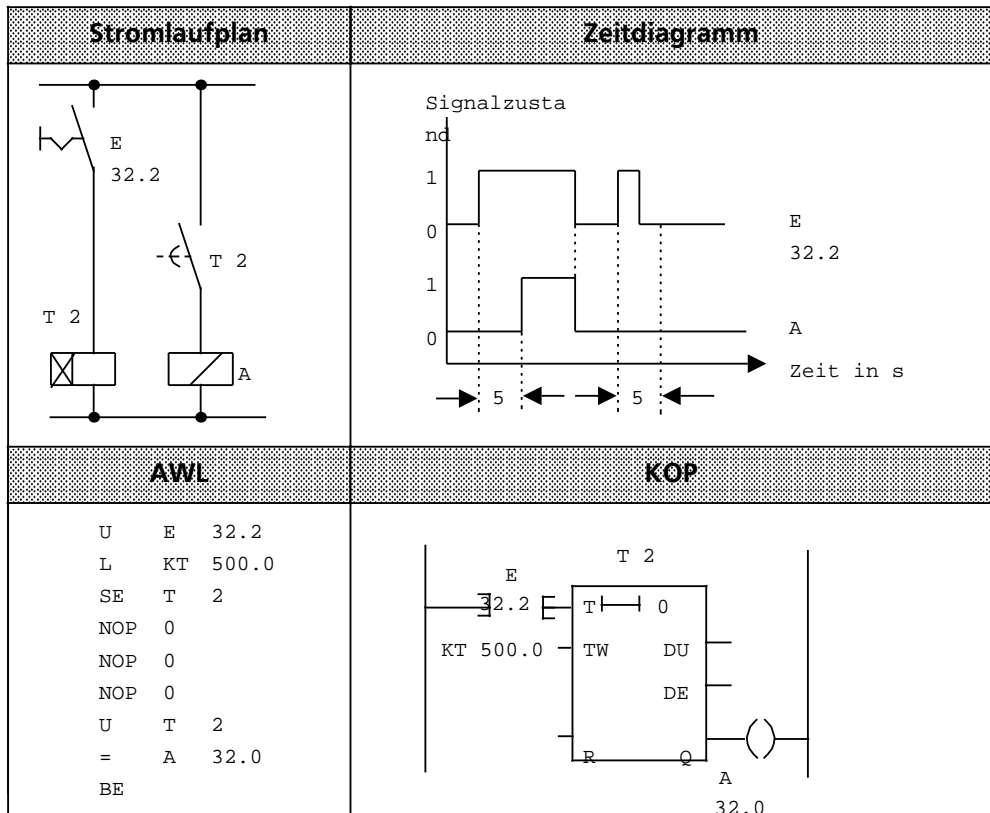 Stromlaufplan
Zeitdiagramm
E
32.2
T 2
T 2
A
Signalzusta
nd
1
0
E
32.2
1
0
A
Zeit in s
5
5
AWL
KOP
U E 32.2
L KT 500.0
SE T 2
NOP 0
NOP 0
NOP 0
U T 2
= A 32.0
BE
T 2
E
32.2
T 0
KT 500.0
TW DU
DE
R Q
A
32.0